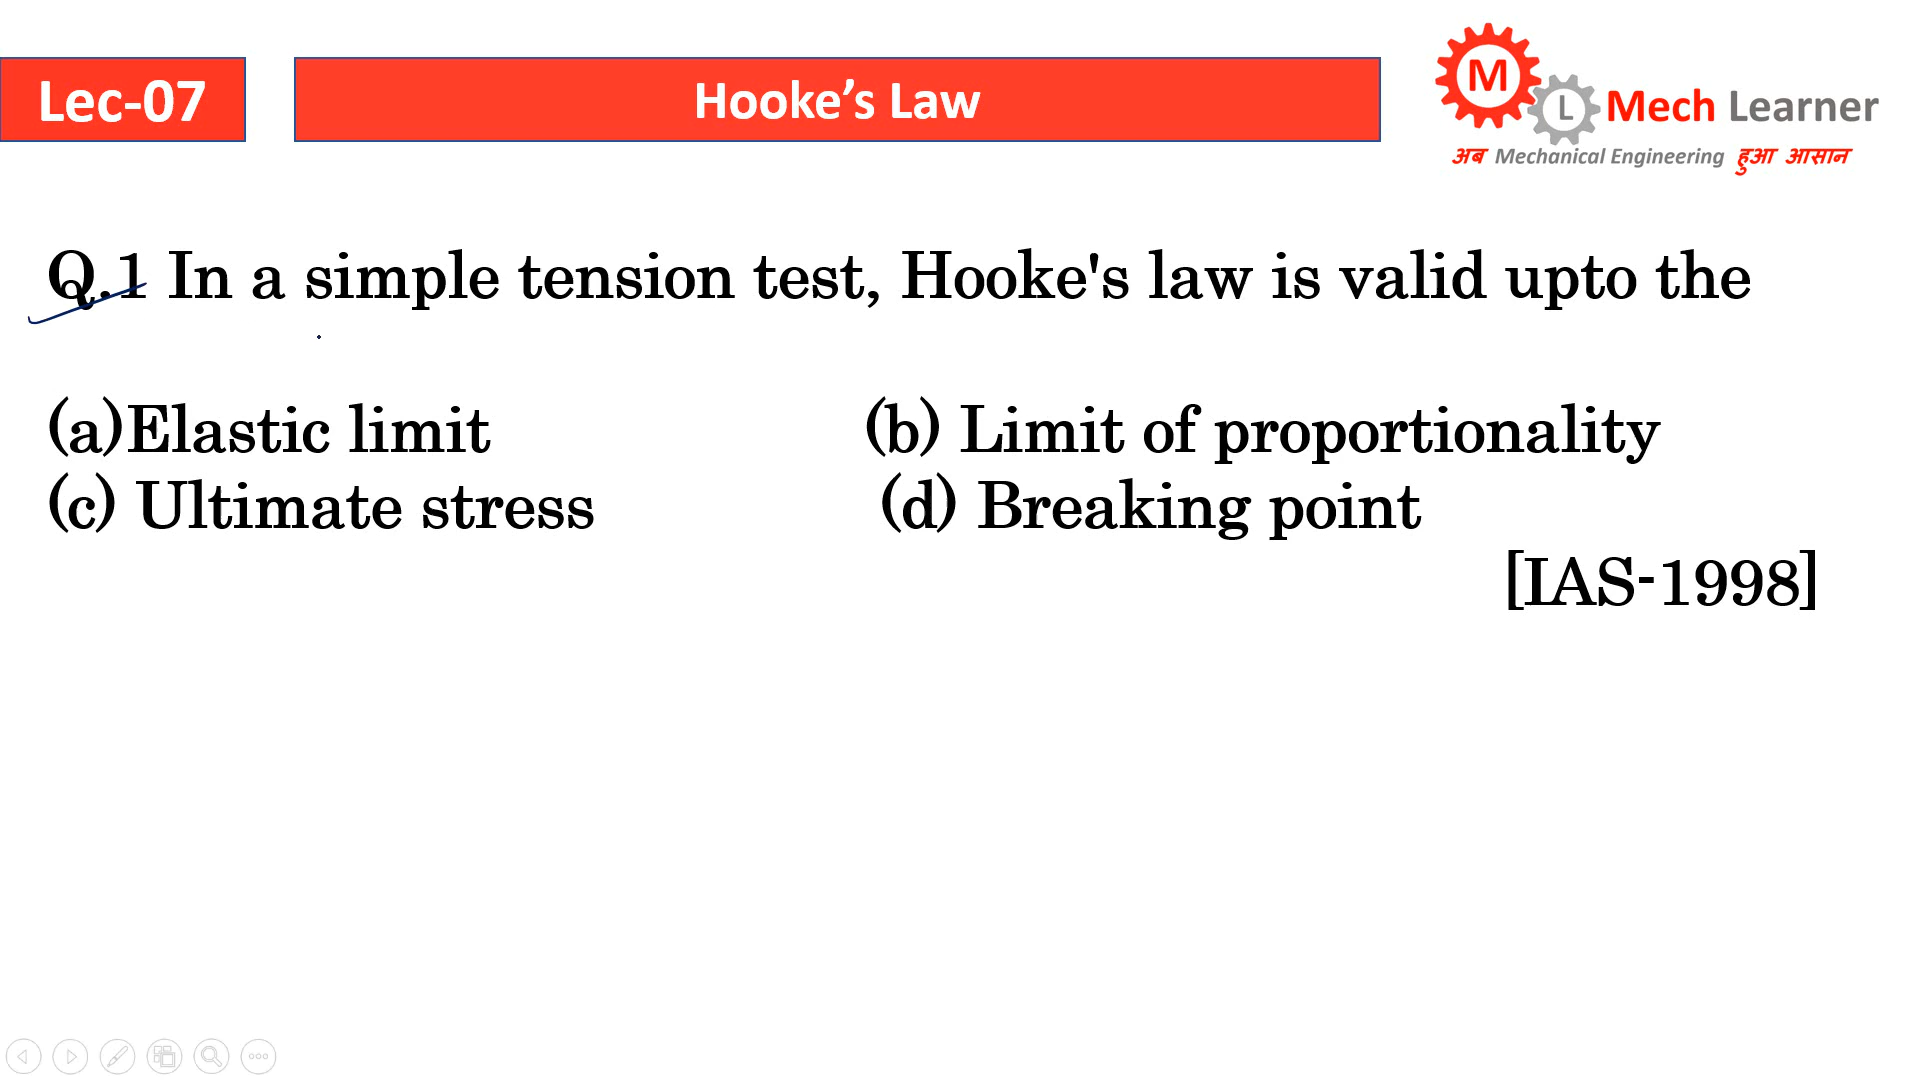 Lec-07
Hooke’s Law
M
L
Mech Learner
अब Mechanical Engineering हुआ आसान
Q.1 In a simple tension test, Hooke's law is valid upto the
(a)Elastic limit (b) Limit of proportionality
(c) Ultimate stress (d) Breaking point
[IAS-1998]